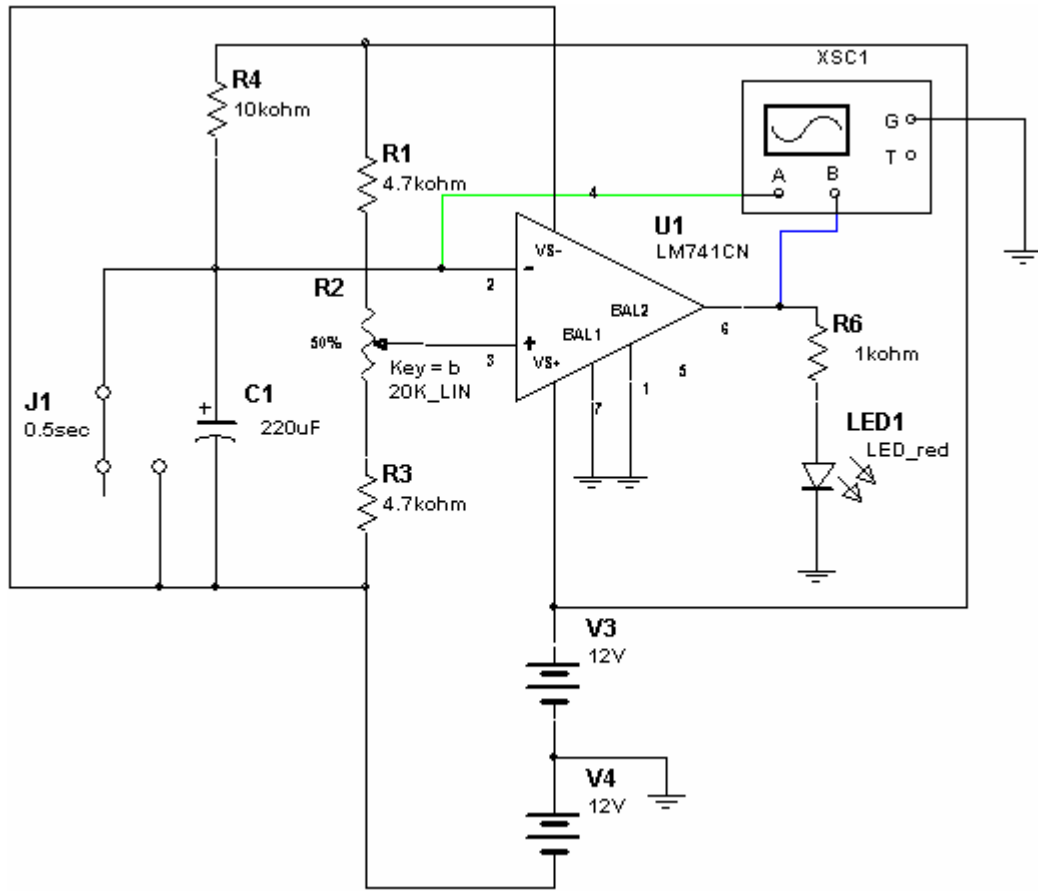 XSC1
R4
10kohm
G
T
A
B
R1
4.7kohm
4
U1
LM741CN
VS-
-
2
R2
BAL2
BAL1
6
R6
1kohm
50%
+
3
VS+
Key = b
20K_LIN
5
1
7
J1
0.5sec
+
C1
220uF
LED1
LED_red
R3
4.7kohm
V3
12V
V4
12V